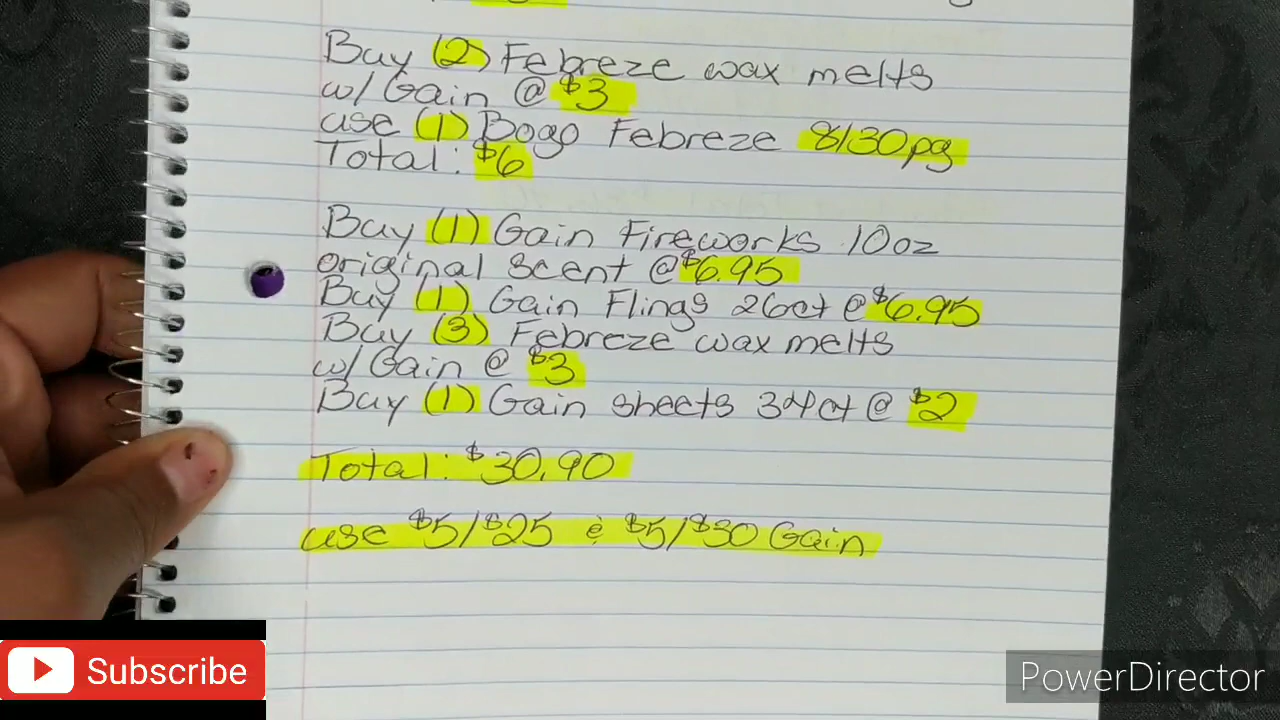 Buy (2) Febreze wax melts
w/ Gain @ $3
use (1) Bogo Febreze 8/30pg
Total: $6
Buy (1) Gain Fireworks 10oz
original scent @ $6.95
Buy (1) Gain Flings 26ct @ $6.95
Buy (3) Febreze wax melts
w/ Gain @ $3
Buy (1) Gain sheets 34ct @ $2
Total: $30.90
use $5/$25 & $5/$30 Gain
Subscribe
PowerDirector